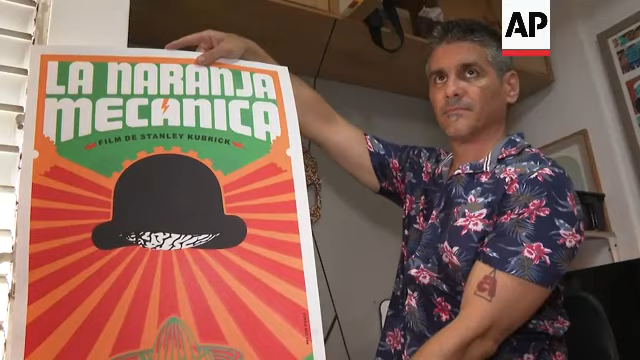 AP
LA NARANJA
MECANICA
FILM DE STANLEY KUBRICK